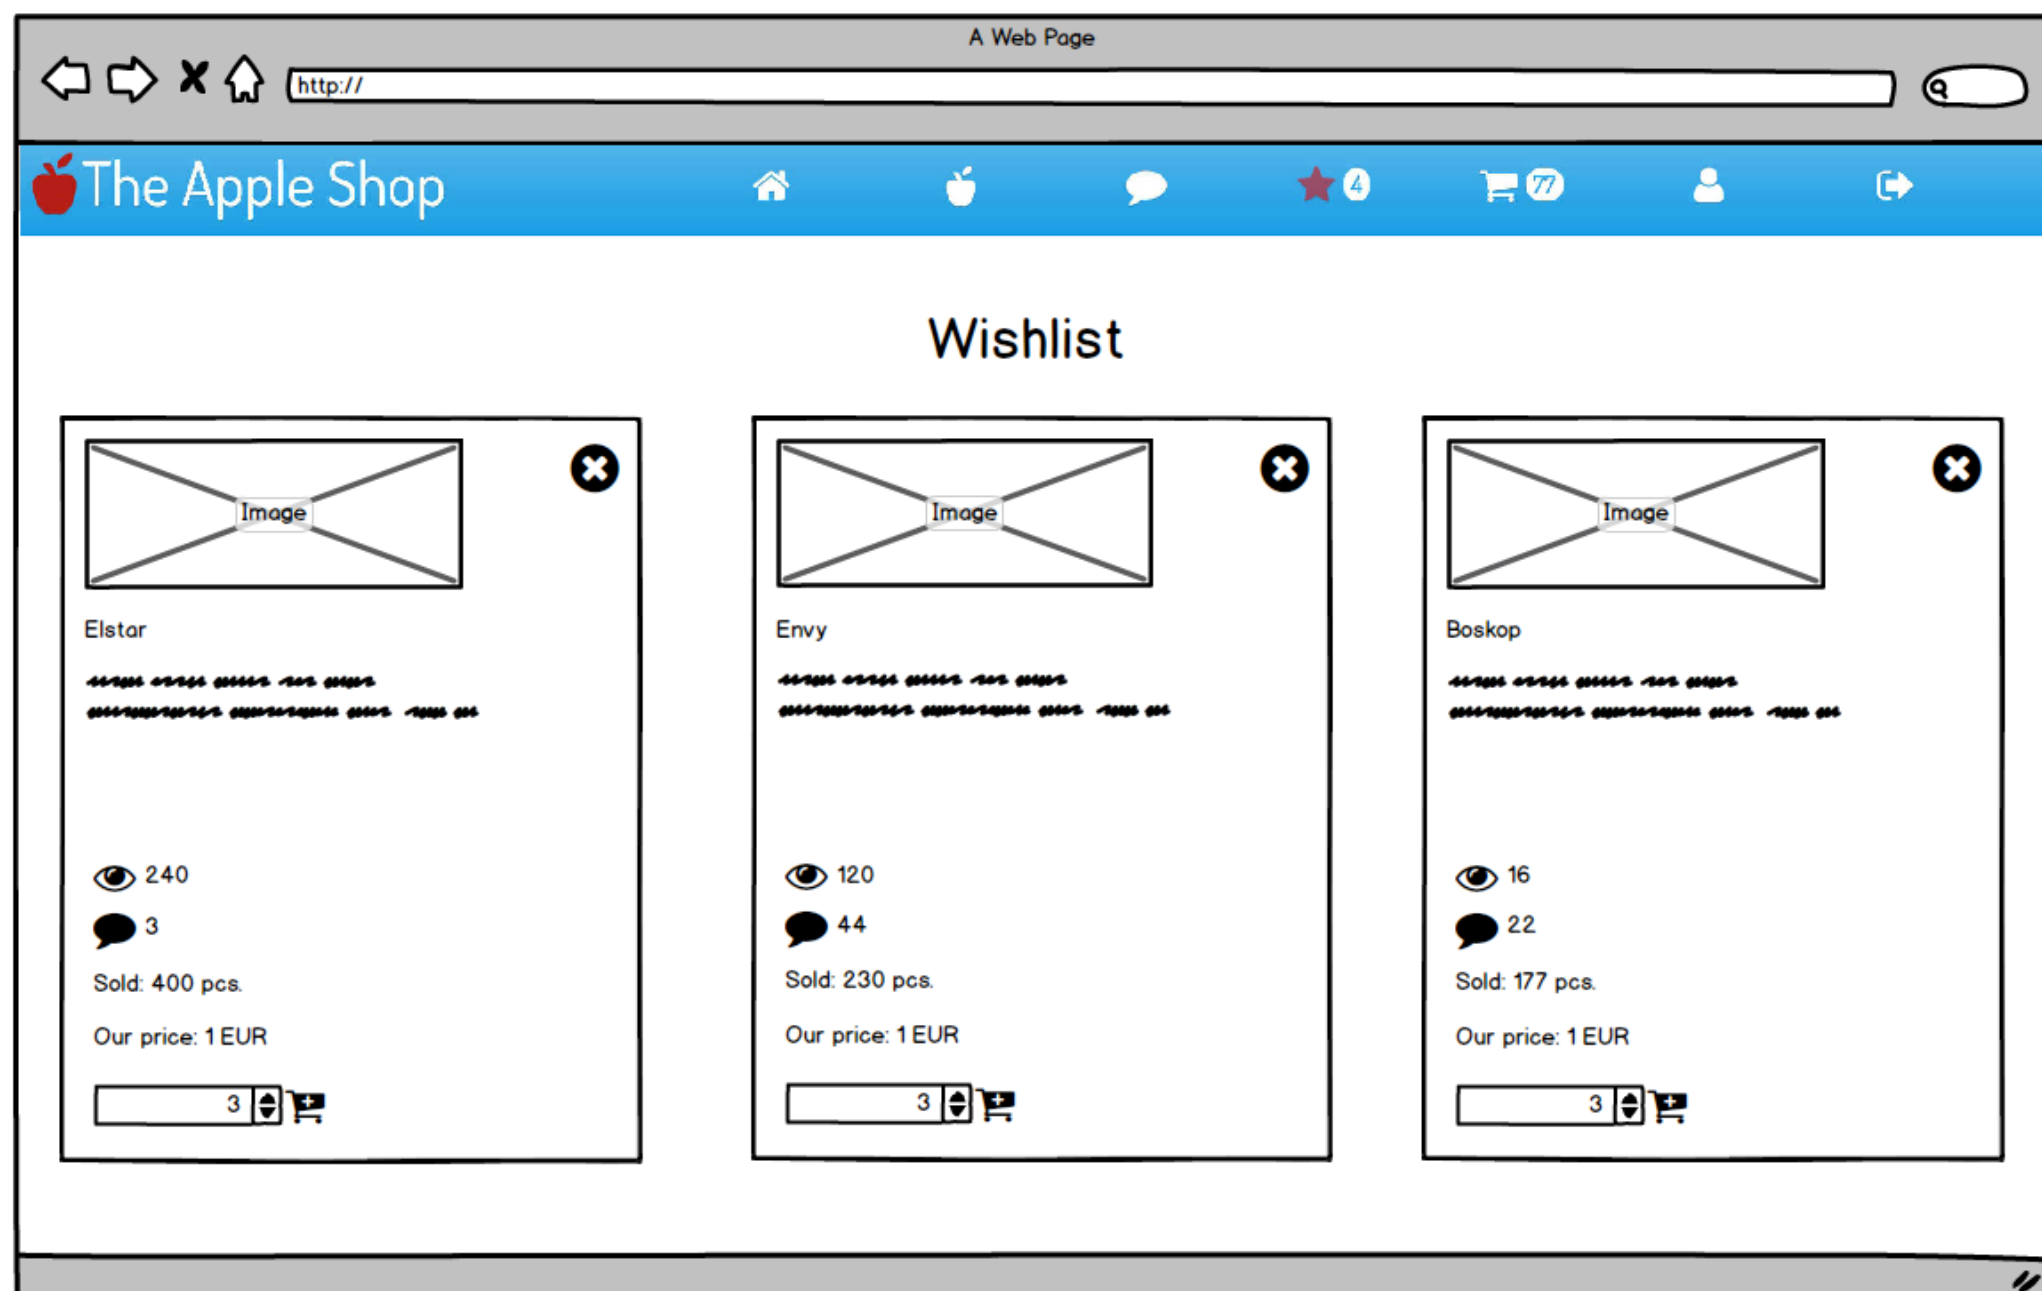 A Web Page
http://
The Apple Shop
4
77
Wishlist
Image
Image
Image
Elstar
Envy
Boskop
240
120
16
3
44
22
Sold: 400 pcs.
Sold: 230 pcs.
Sold: 177 pcs.
Our price: 1 EUR
Our price: 1 EUR
Our price: 1 EUR
3
3
3